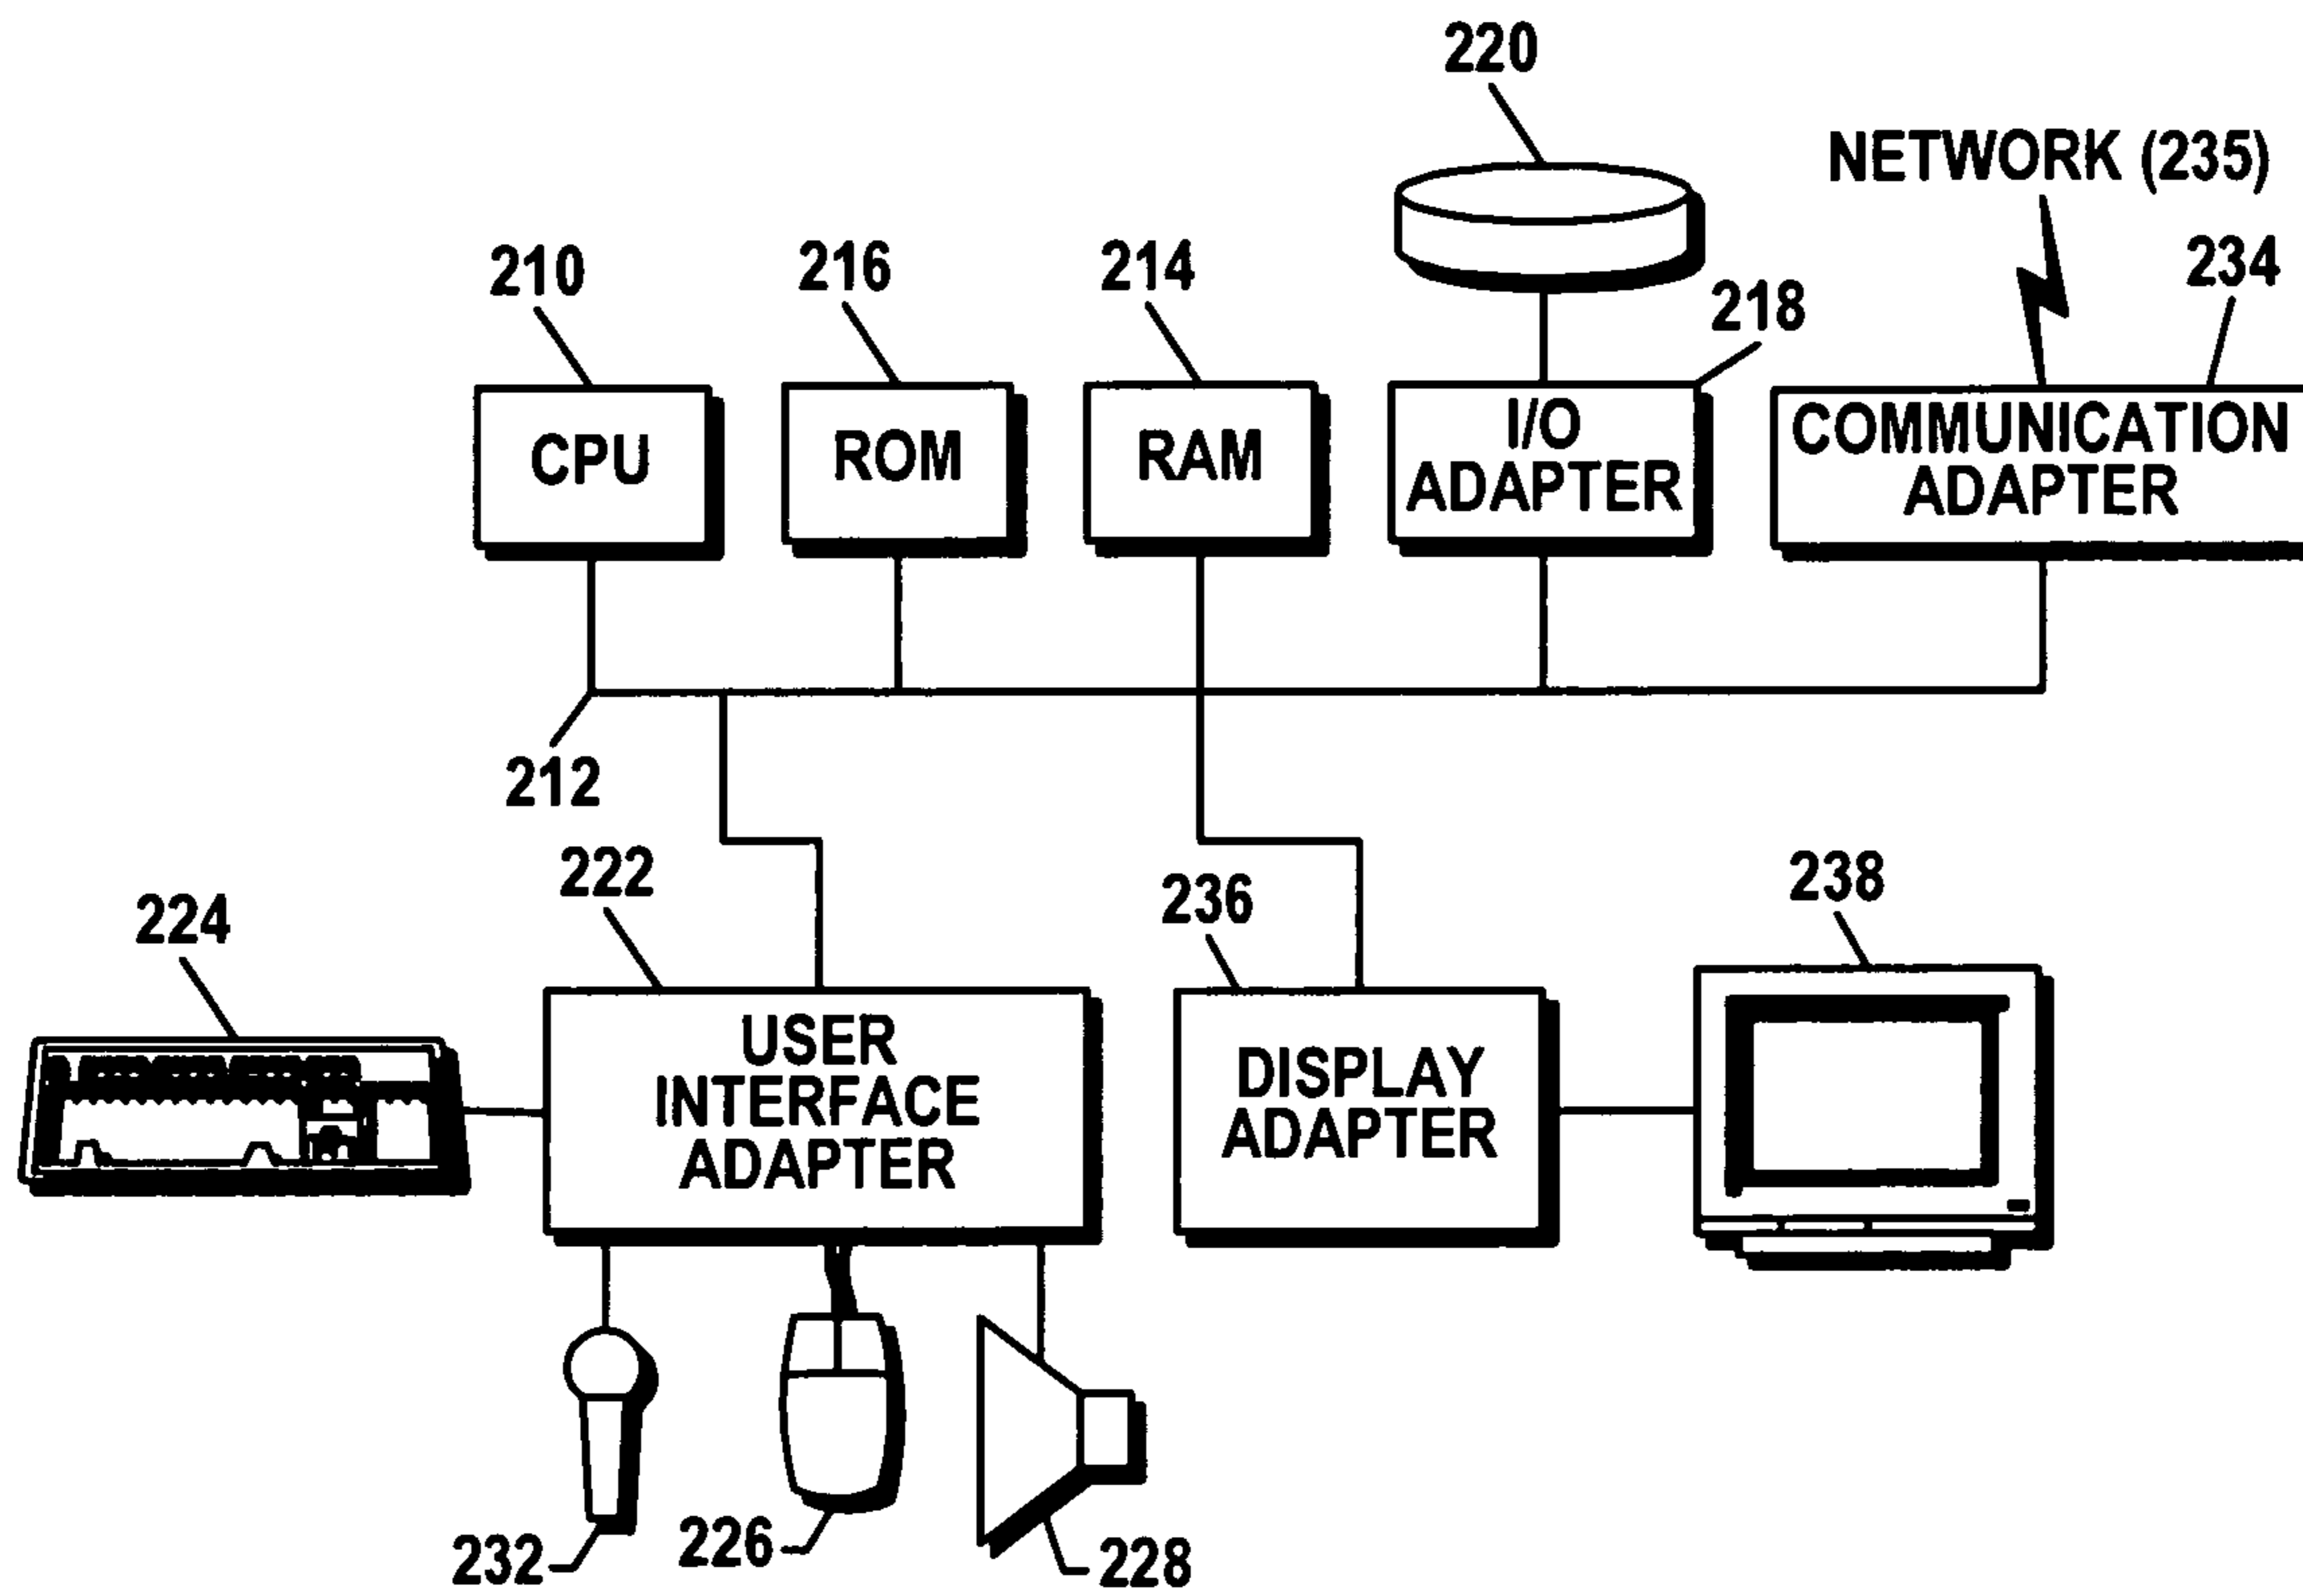 220
NETWORK (235)
210
216
214
218
234
CPU
ROM
RAM
I/O
ADAPTER
COMMUNICATION
ADAPTER
212
222
236
238
224
USER
INTERFACE
ADAPTER
DISPLAY
ADAPTER
232
226
228